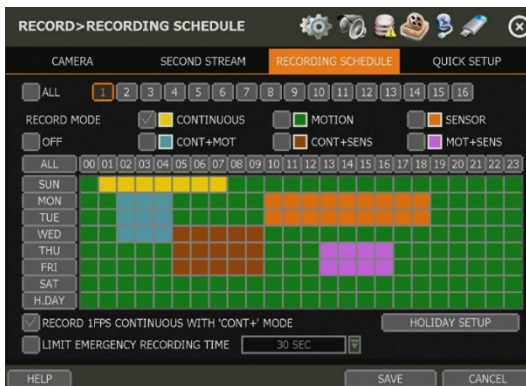 RECORD>RECORDING SCHEDULE
CAMERA SECOND STREAM RECORDING SCHEDULE QUICK SETUP
ALL 1 2 3 4 5 6 7 8 9 10 11 12 13 14 15 16
RECORD MODE CONTINUOUS MOTION SENSOR
OFF CONT+MOT CONT+SENS MOT+SENS
ALL 00 01 02 03 04 05 06 07 08 09 10 11 12 13 14 15 16 17 18 19 20 21 22 23
SUN
MON
TUE
WED
THU
FRI
SAT
H.DAY
RECORD 1FPS CONTINUOUS WITH 'CONT+' MODE HOLIDAY SETUP
LIMIT EMERGENCY RECORDING TIME 30 SEC
HELP SAVE CANCEL